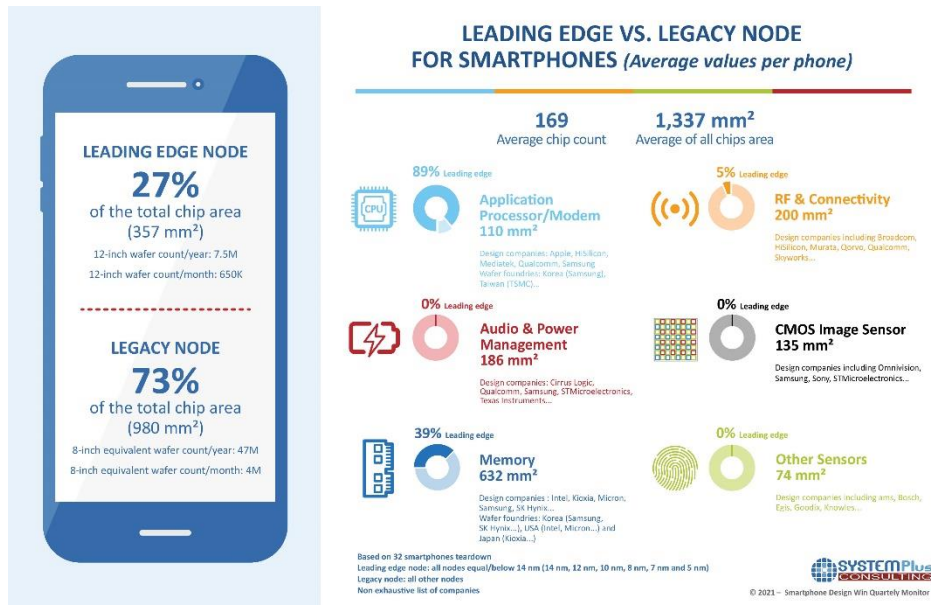 LEADING EDGE NODE
27%
of the total chip area
(357 mm²)
12-inch wafer count/year: 7.5M
12-inch wafer count/month: 650K
LEGACY NODE
73%
of the total chip area
(980 mm²)
8-inch equivalent wafer count/year: 47M
8-inch equivalent wafer count/month: 4M
LEADING EDGE VS. LEGACY NODE
FOR SMARTPHONES (Average values per phone)
169
Average chip count
1,337 mm²
Average of all chips area
89% Leading edge
CPU
Application
Processor/Modem
110 mm²
Design companies: Apple, HiSilicon,
Mediatek, Qualcomm, Samsung
Wafer foundries: Korea (Samsung),
Taiwan (TSMC)...
5% Leading edge
RF & Connectivity
200 mm²
Design companies including Broadcom,
HiSilicon, Murata, Qorvo, Qualcomm,
Skyworks...
0% Leading edge
Audio & Power
Management
186 mm²
Design companies: Cirrus Logic,
Qualcomm, Samsung, STMicroelectronics,
Texas Instruments...
0% Leading edge
CMOS Image Sensor
135 mm²
Design companies including Omnivision,
Samsung, Sony, STMicroelectronics...
39% Leading edge
Memory
632 mm²
Design companies : Intel, Kioxia, Micron,
Samsung, SK Hynix...
Wafer foundries: Korea (Samsung,
SK Hynix...), USA (Intel, Micron...) and
Japan (Kioxia...)
0% Leading edge
Other Sensors
74 mm²
Design companies including ams, Bosch,
Egis, Goodix, Knowles...
Based on 32 smartphones teardown
Leading edge node: all nodes equal/below 14 nm (14 nm, 12 nm, 10 nm, 8 nm, 7 nm and 5 nm)
Legacy node: all other nodes
Non exhaustive list of companies
SYSTEMPlus
CONSULTING
© 2021 – Smartphone Design Win Quartely Monitor